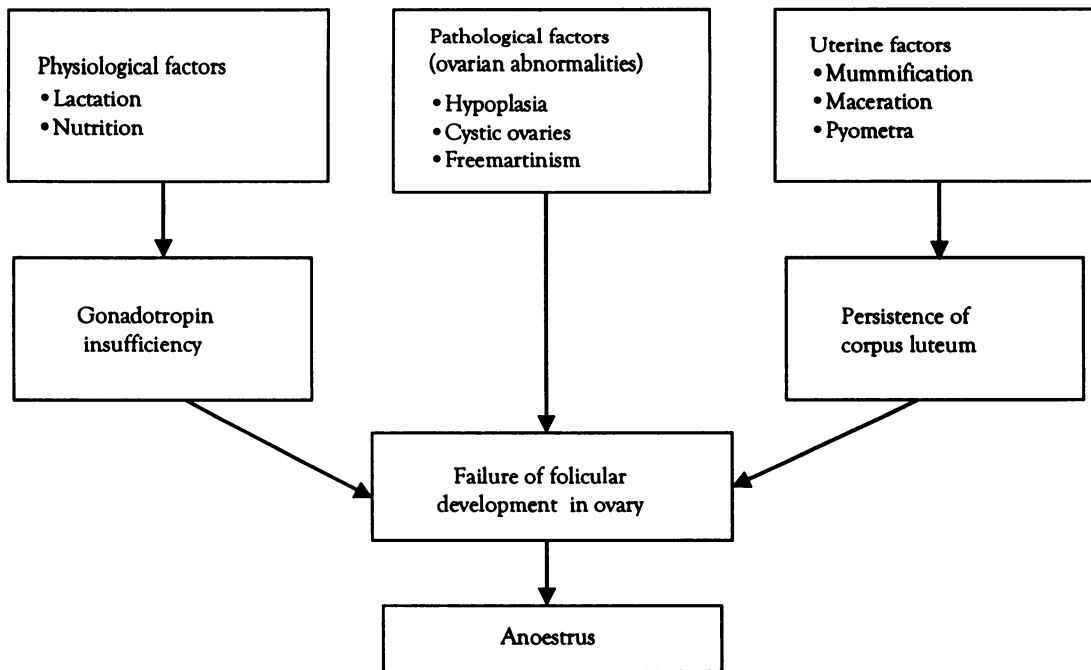 Physiological factors
• Lactation
• Nutrition
Pathological factors
(ovarian abnormalities)
• Hypoplasia
• Cystic ovaries
• Freemartinism
Uterine factors
• Mummification
• Maceration
• Pyometra
Gonadotropin
insufficiency
Persistence of
corpus luteum
Failure of folicular
development in ovary
Anoestrus